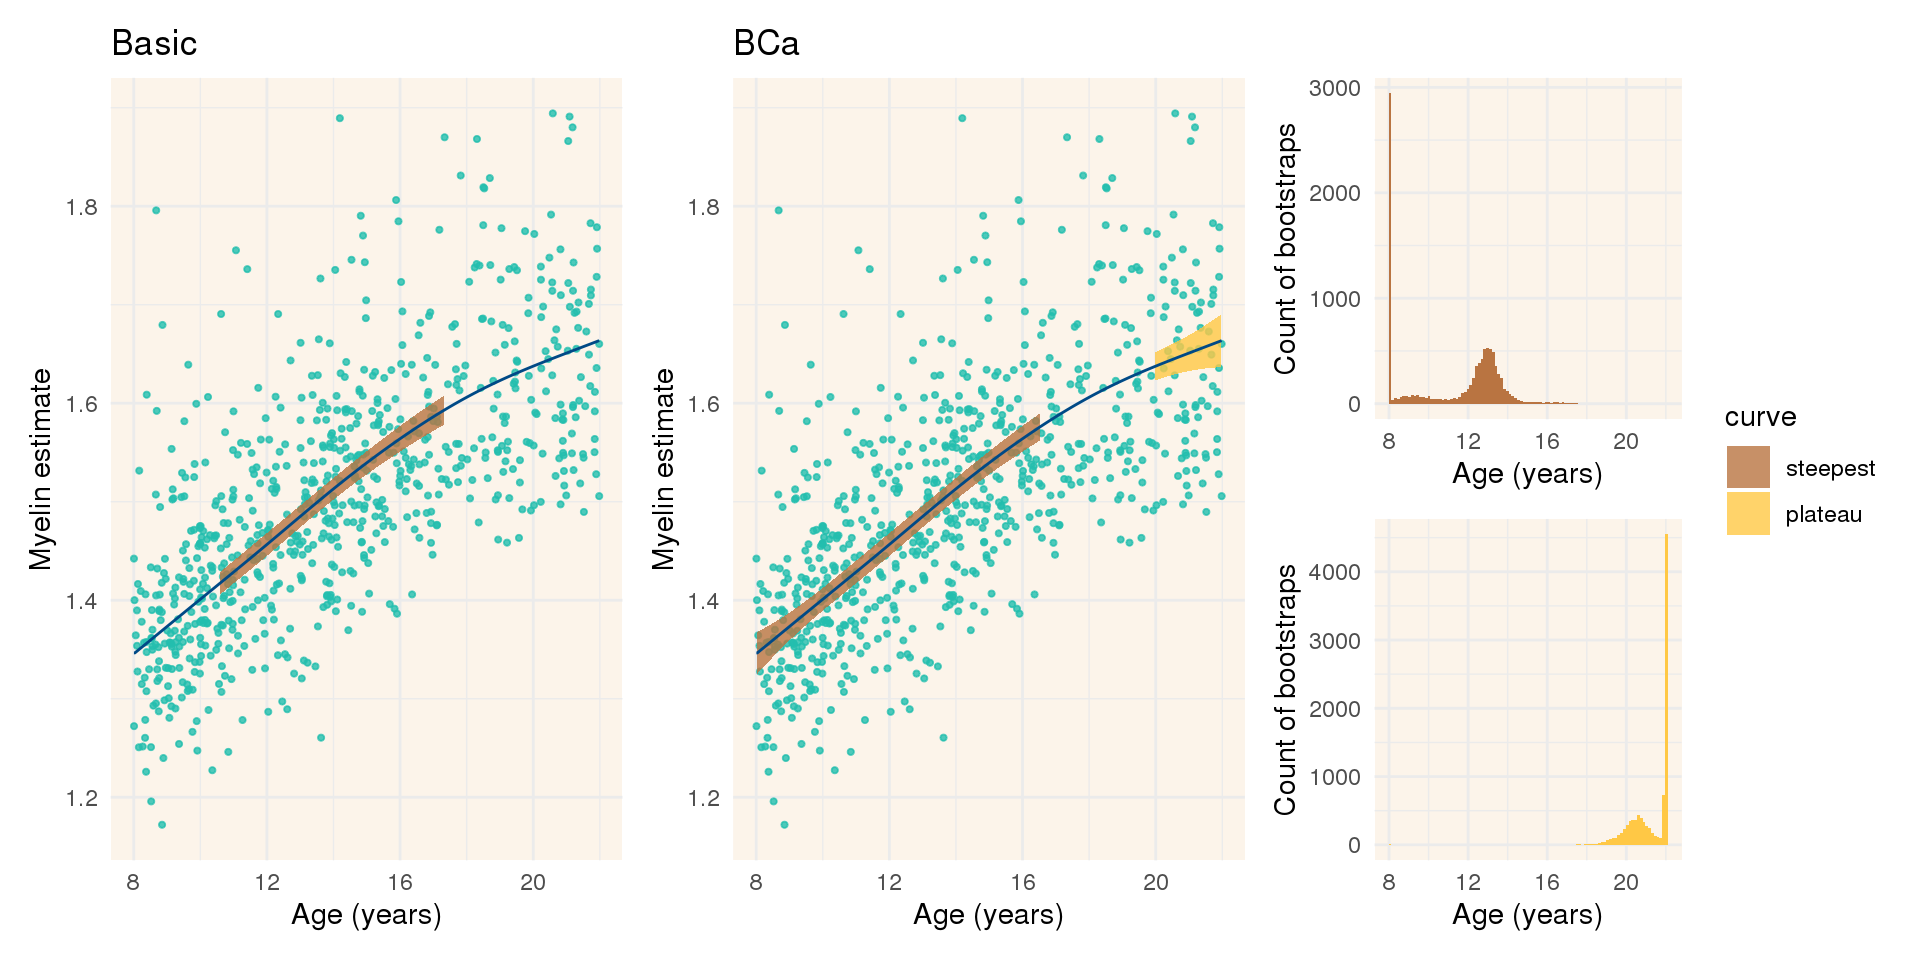 Basic
BCa
Myelin estimate
1.8
1.6
1.4
1.2
8 12 16 20
Age (years)
Myelin estimate
1.8
1.6
1.4
1.2
8 12 16 20
Age (years)
Count of bootstraps
3000
2000
1000
0
8 12 16 20
Age (years)
Count of bootstraps
4000
3000
2000
1000
0
8 12 16 20
Age (years)
curve
steepest
plateau